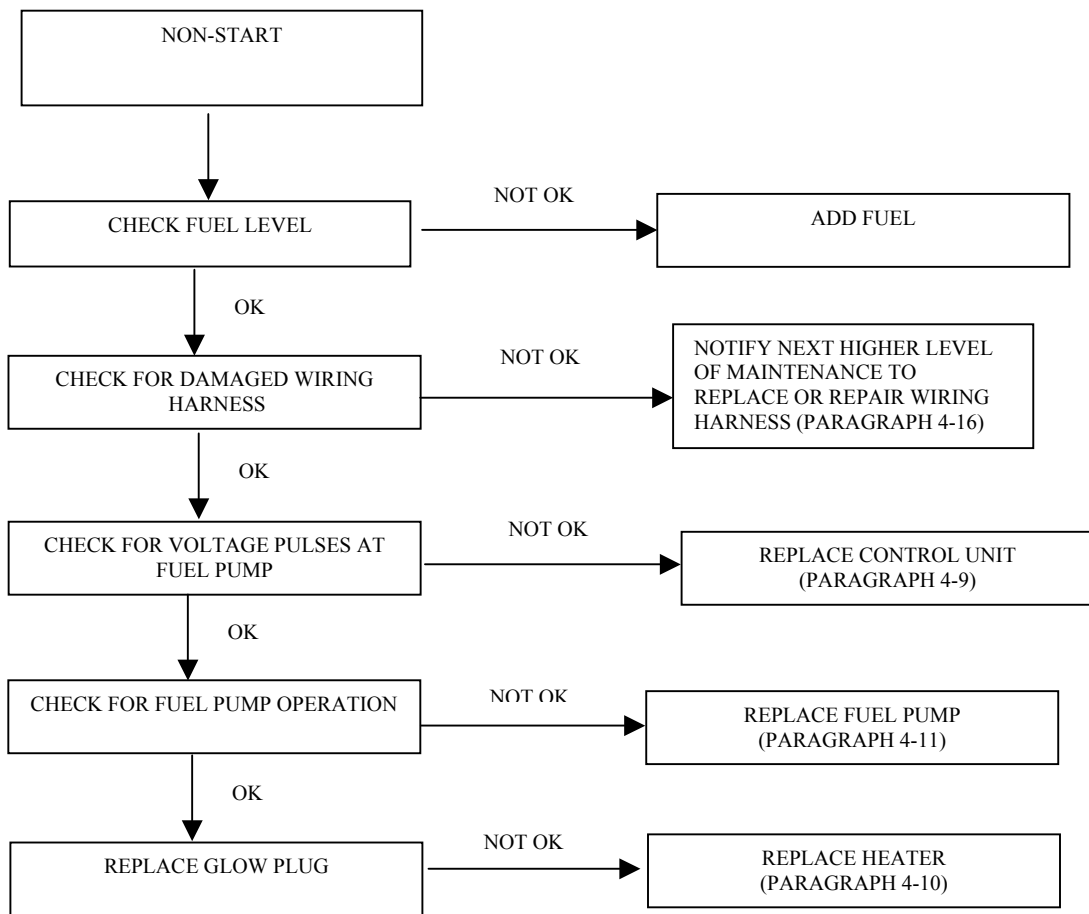 NON-START
CHECK FUEL LEVEL
NOT OK
ADD FUEL
OK
CHECK FOR DAMAGED WIRING
HARNESS
NOT OK
NOTIFY NEXT HIGHER LEVEL
OF MAINTENANCE TO
REPLACE OR REPAIR WIRING
HARNESS (PARAGRAPH 4-16)
OK
CHECK FOR VOLTAGE PULSES AT
FUEL PUMP
NOT OK
REPLACE CONTROL UNIT
(PARAGRAPH 4-9)
OK
CHECK FOR FUEL PUMP OPERATION
NOT OK
REPLACE FUEL PUMP
(PARAGRAPH 4-11)
OK
REPLACE GLOW PLUG
NOT OK
REPLACE HEATER
(PARAGRAPH 4-10)